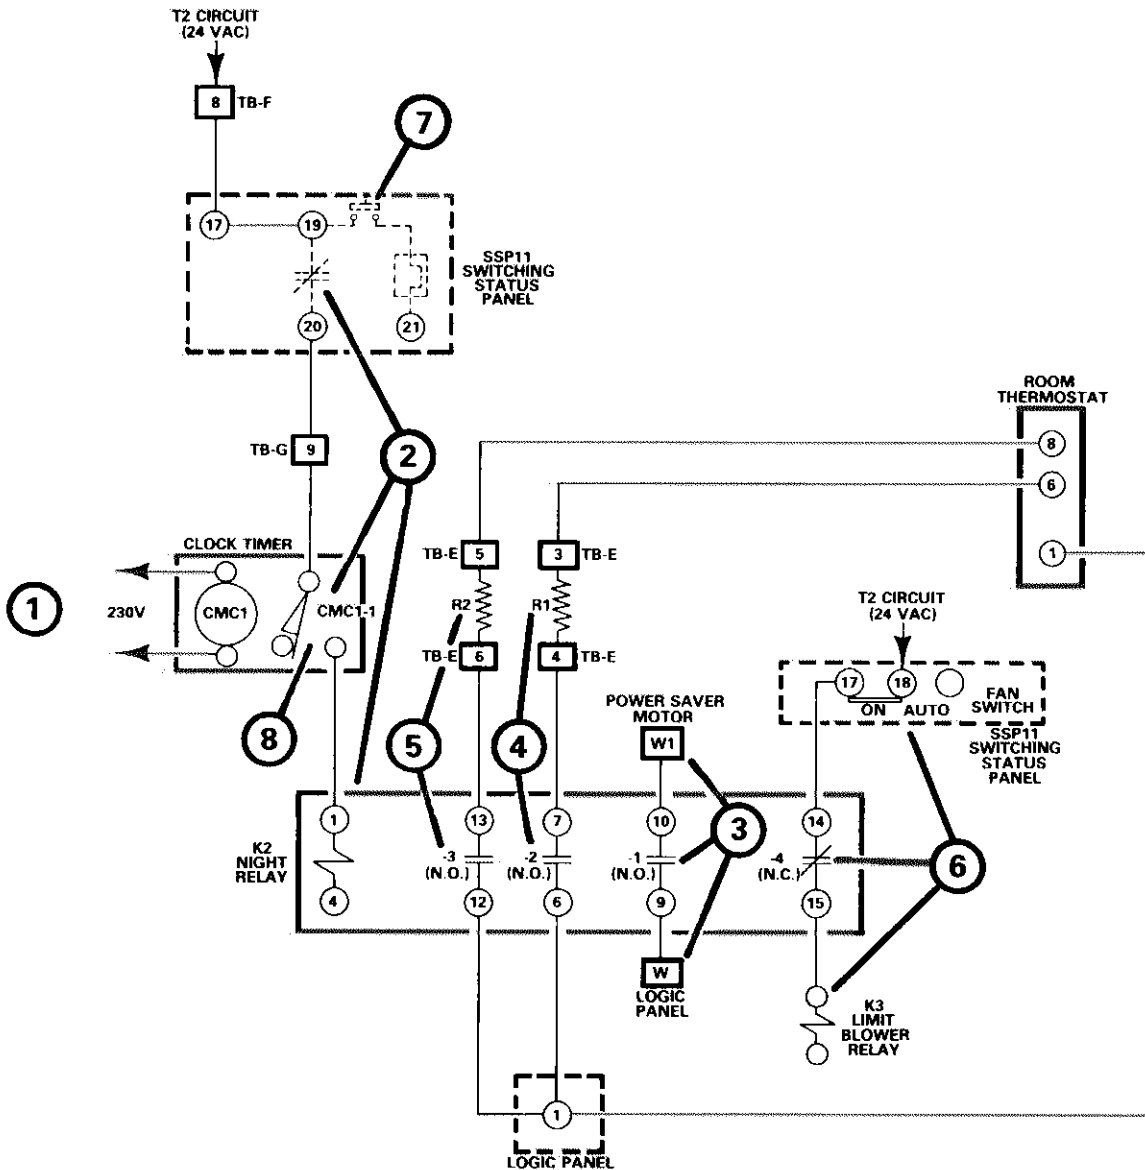 T2 CIRCUIT
(24 VAC)
8 TB-F
7
17 19
SSP11
SWITCHING
STATUS
PANEL
20 21
ROOM
THERMOSTAT
TB-G 9
2
8
6
1
CLOCK TIMER
TB-E 5 3 TB-E
1
230V
CMC1
CMC1-1
R2 R1
TB-E 6 4 TB-E
T2 CIRCUIT
(24 VAC)
17 18
FAN
SWITCH
ON AUTO
SSP11
SWITCHING
STATUS
PANEL
POWER SAVER
MOTOR
W1
8
5
4
3
6
K2
NIGHT
RELAY
1 13 7 10 14
-3
(N.O.)
-2
(N.O.)
-1
(N.O.)
-4
(N.C.)
4 12 6 9 15
W
LOGIC
PANEL
K3
LIMIT
BLOWER
RELAY
1
LOGIC PANEL